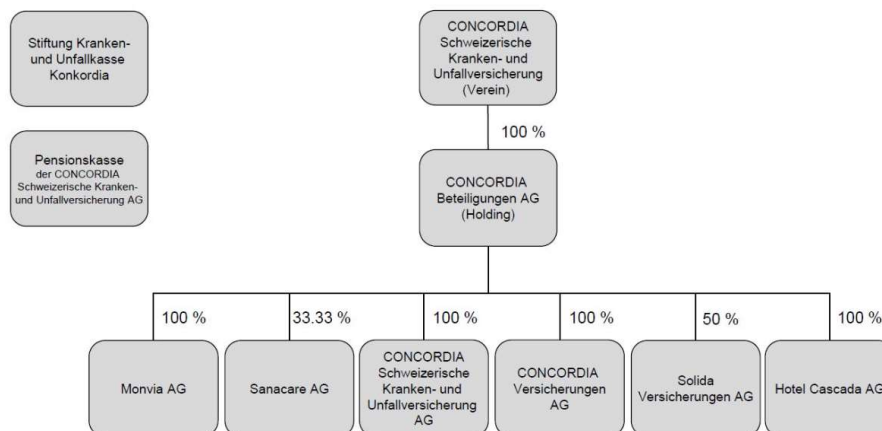 Stiftung Kranken-
und Unfallkasse
Konkordia
CONCORDIA
Schweizerische
Kranken- und
Unfallversicherung
(Verein)
100 %
Pensionskasse
der CONCORDIA
Schweizerische Kranken-
und Unfallversicherung AG
CONCORDIA
Beteiligungen AG
(Holding)
100 %
33.33 %
100 %
100 %
50 %
100 %
Monvia AG
Sanacare AG
CONCORDIA
Schweizerische
Kranken- und
Unfallversicherung AG
CONCORDIA
Versicherungen
AG
Solida
Versicherungen AG
Hotel Cascada AG